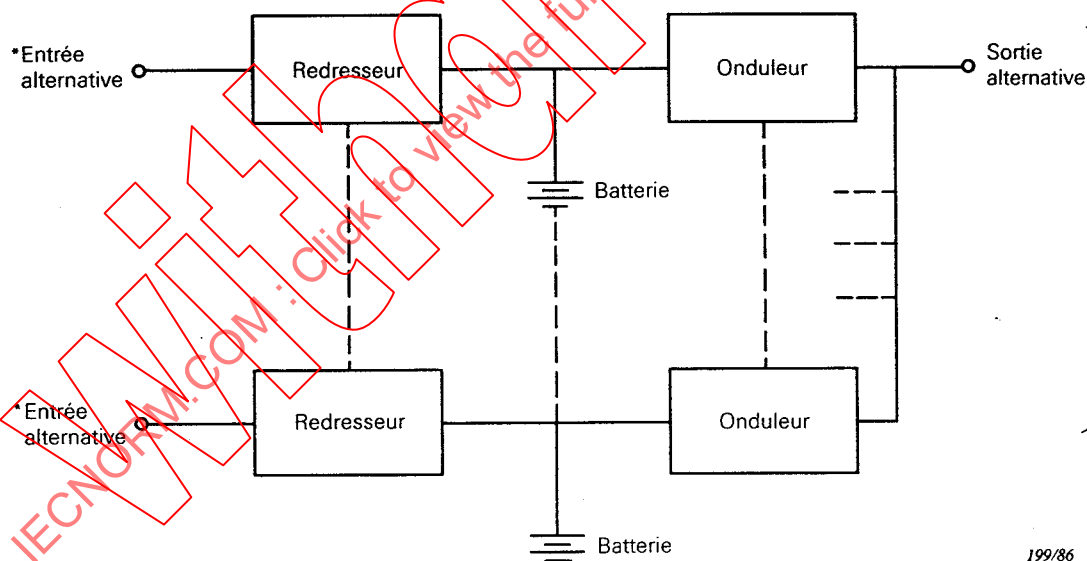 *Entrée
alternative
Redresseur
Onduleur
Sortie
alternative
Batterie
*Entrée
alternative
Redresseur
Onduleur
Batterie
199/86
IECNORM.COM : Click to view the full
Withdrawn